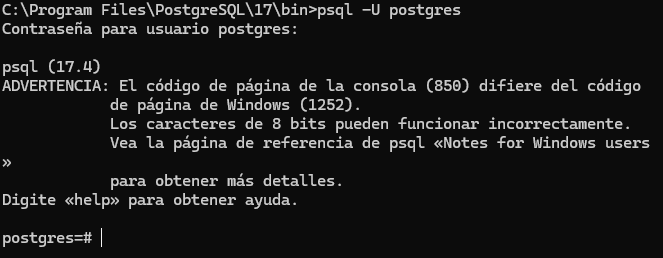 C:\Program Files\PostgreSQL\17\bin>psql -U postgres
Contraseña para usuario postgres:
psql (17.4)
ADVERTENCIA: El código de página de la consola (850) difiere del código
de página de Windows (1252).
Los caracteres de 8 bits pueden funcionar incorrectamente.
Vea la página de referencia de psql «Notes for Windows users
»
para obtener más detalles.
Digite «help» para obtener ayuda.
postgres=#